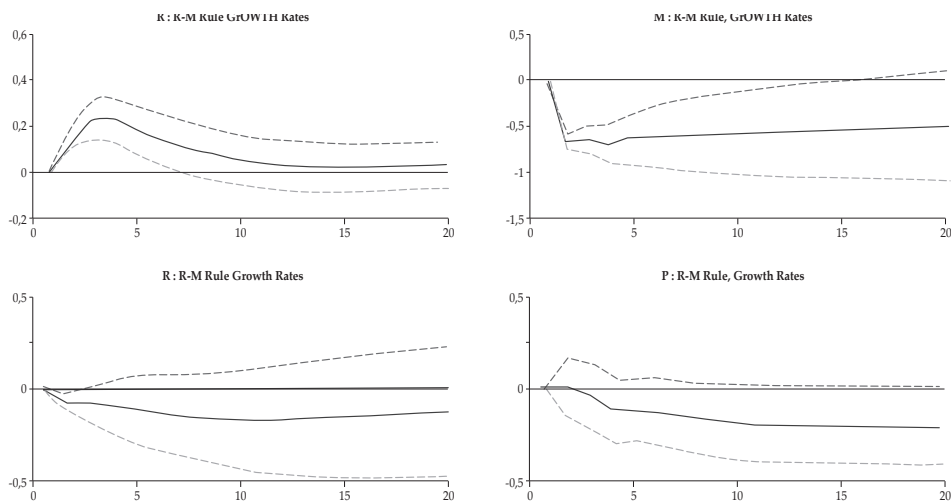 R : R-M Rule GrOWTH Rates
0,6
0,4
0,2
0
-0,2
0 5 10 15 20
M : R-M Rule, GrOWTH Rates
0,5
0
-0,5
-1
-1,5
0 5 10 15 20
R : R-M Rule Growth Rates
0,5
0
-0,5
0 5 10 15 20
P : R-M Rule, Growth Rates
0,5
0
-0,5
0 5 10 15 20